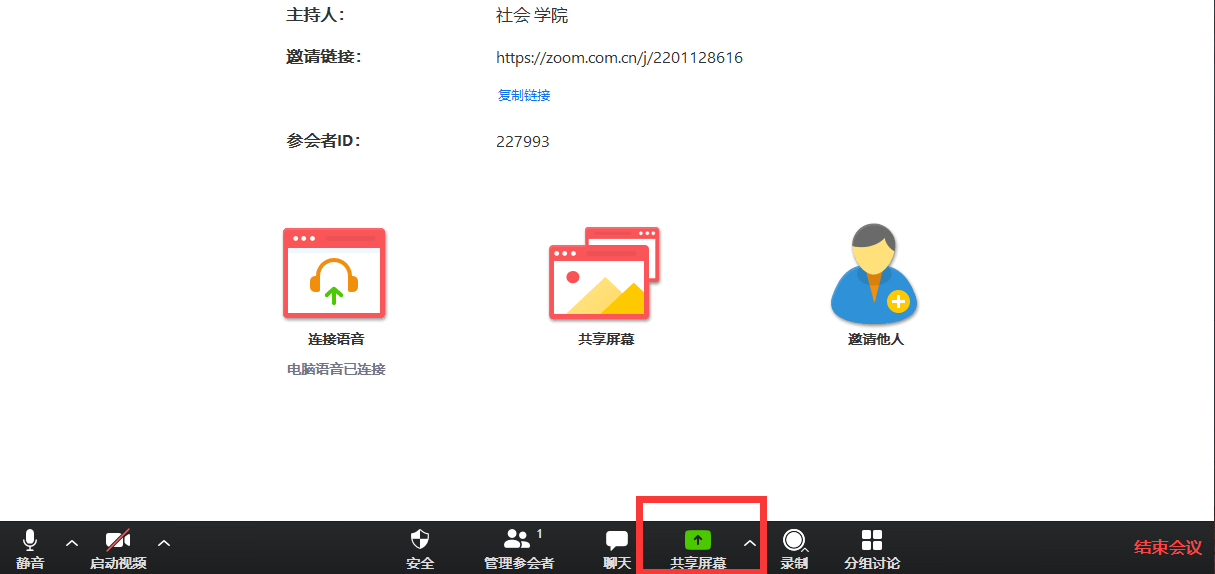 主持人：
社会 学院
邀请链接：
https://zoom.com.cn/j/2201128616
复制链接
参会者ID：
227993
连接语音
共享屏幕
邀请他人
电脑语音已连接
1
静音
启动视频
安全
管理参会者
聊天
共享屏幕
录制
分组讨论
结束会议